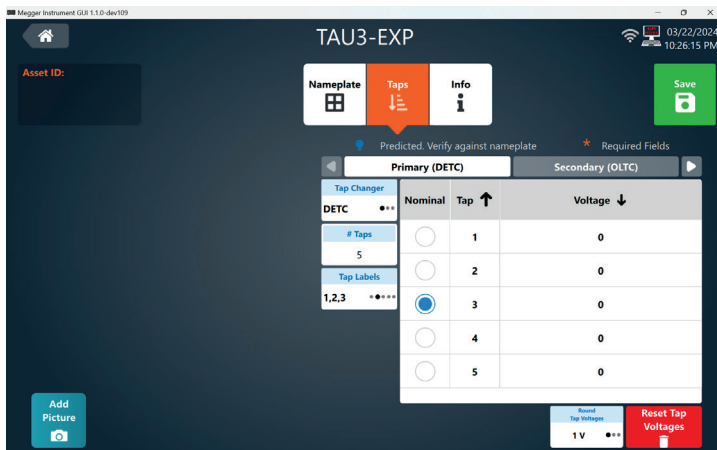 Megger Instrument GUI 1.1.0-dev109
TAU3-EXP
03/22/2024
10:26:15 PM
Asset ID:
Nameplate
Taps
Info
Save
Predicted. Verify against nameplate
* Required Fields
Primary (DETC)
Secondary (OLTC)
Tap Changer
DETC
# Taps
5
Tap Labels
1,2,3
Nominal Tap ↑ Voltage ↓
1 0
2 0
3 0
4 0
5 0
Add
Picture
Round
Tap Voltages
1 V
Reset Tap
Voltages